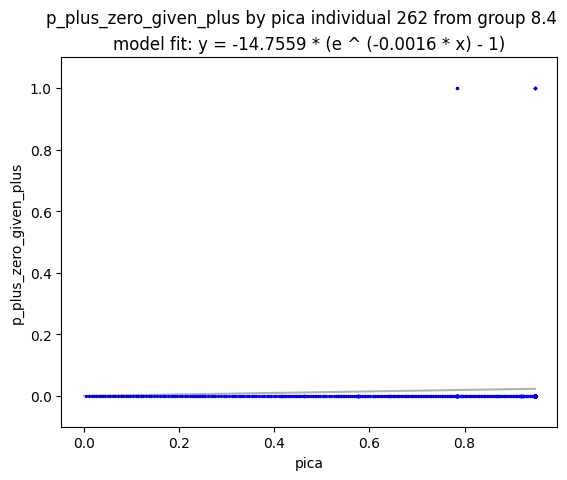 p_plus_zero_given_plus by pica individual 262 from group 8.4
model fit: y = -14.7559 * (e ^ (-0.0016 * x) - 1)
1.0
0.8
0.6
0.4
0.2
0.0
p_plus_zero_given_plus
0.0 0.2 0.4 0.6 0.8
pica